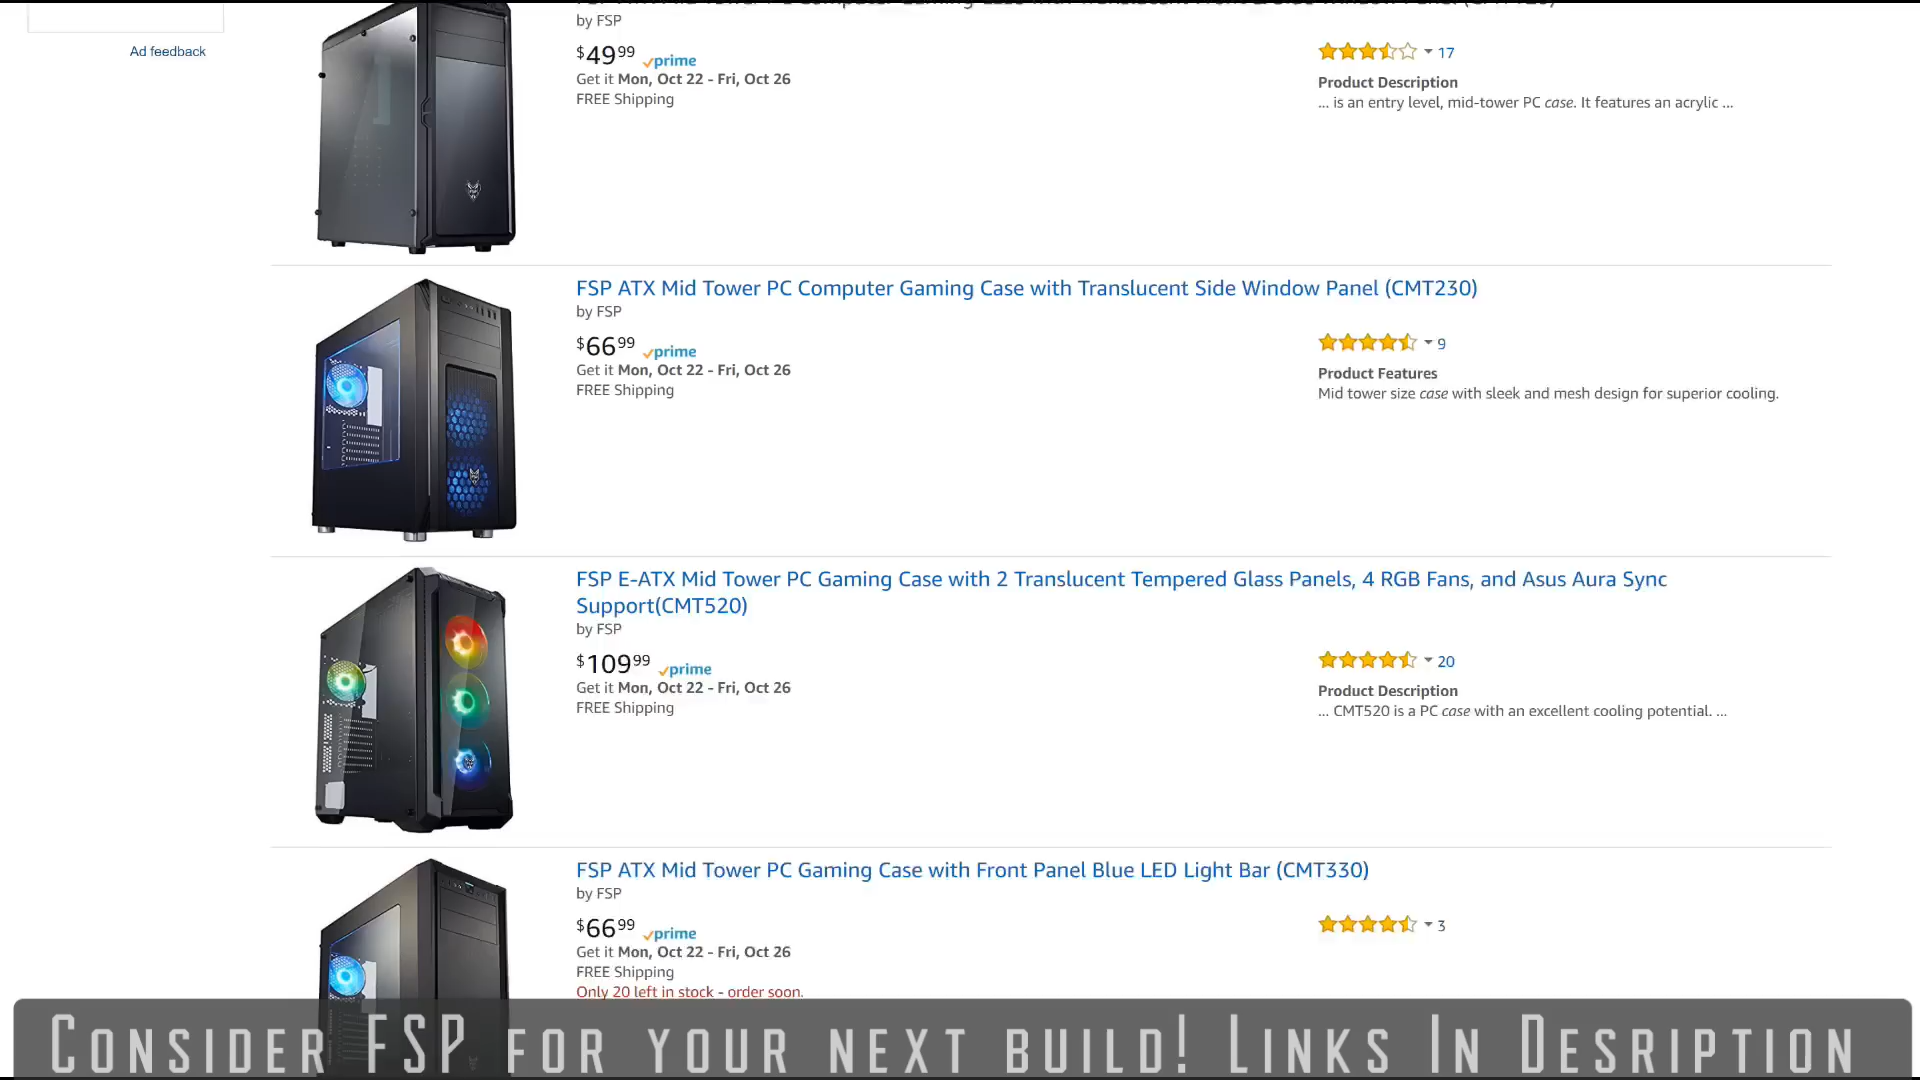 by FSP
Ad feedback
$49.99 prime
Get it Mon, Oct 22 - Fri, Oct 26
FREE Shipping
17
Product Description
... is an entry level, mid-tower PC case. It features an acrylic ...
FSP ATX Mid Tower PC Computer Gaming Case with Translucent Side Window Panel (CMT230)
by FSP
$66.99 prime
Get it Mon, Oct 22 - Fri, Oct 26
FREE Shipping
9
Product Features
Mid tower size case with sleek and mesh design for superior cooling.
FSP E-ATX Mid Tower PC Gaming Case with 2 Translucent Tempered Glass Panels, 4 RGB Fans, and Asus Aura Sync
Support(CMT520)
by FSP
$109.99 prime
Get it Mon, Oct 22 - Fri, Oct 26
FREE Shipping
20
Product Description
... CMT520 is a PC case with an excellent cooling potential. ...
FSP ATX Mid Tower PC Gaming Case with Front Panel Blue LED Light Bar (CMT330)
by FSP
$66.99 prime
Get it Mon, Oct 22 - Fri, Oct 26
FREE Shipping
Only 20 left in stock - order soon.
3
Consider FSP for your next build! Links In Desription